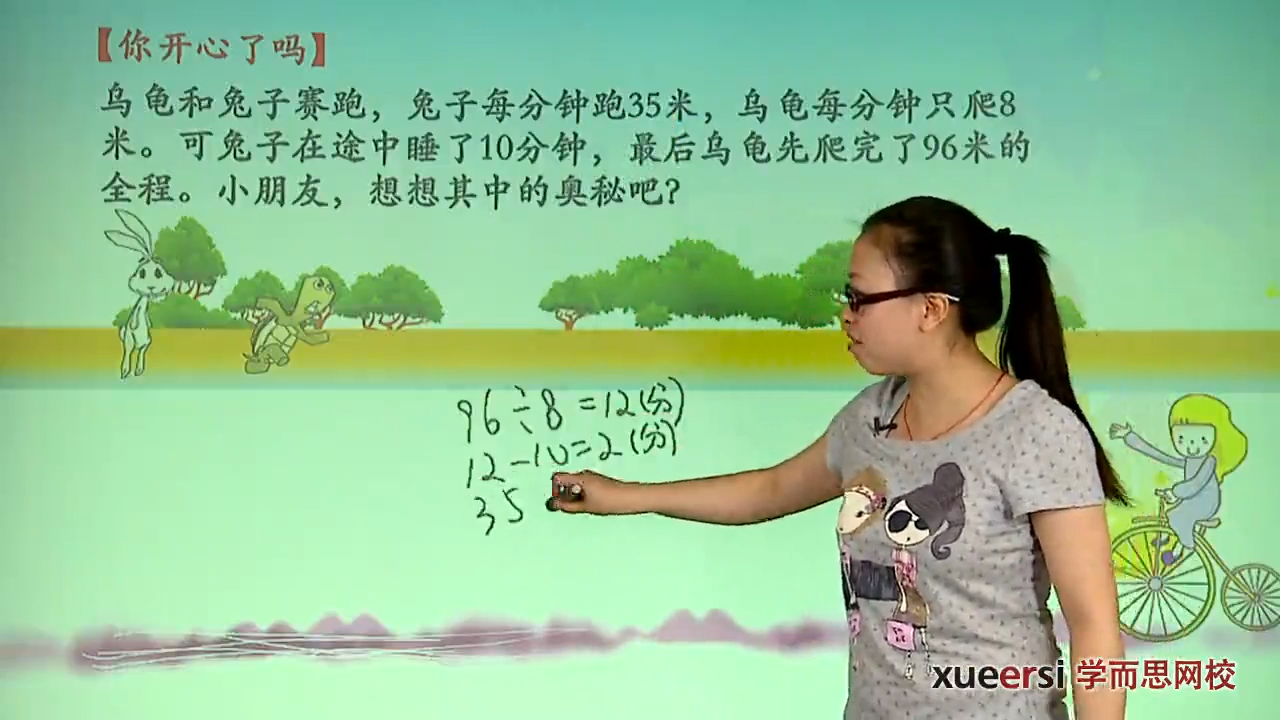 【你开心了吗】
乌龟和兔子赛跑，兔子每分钟跑35米，乌龟每分钟只爬8
米。可兔子在途中睡了10分钟，最后乌龟先爬完了96米的
全程。小朋友，想想其中的奥秘吧？
96÷8=12(分)
12-10=2(分)
35
xueersi 学而思网校